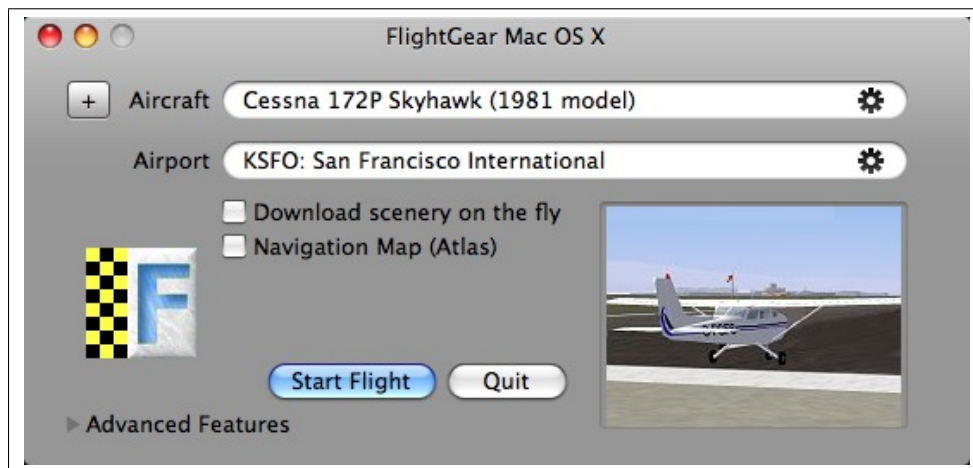 FlightGear Mac OS X
+ Aircraft Cessna 172P Skyhawk (1981 model)
Airport KSFO: San Francisco International
Download scenery on the fly
Navigation Map (Atlas)
F
Start Flight Quit
Advanced Features